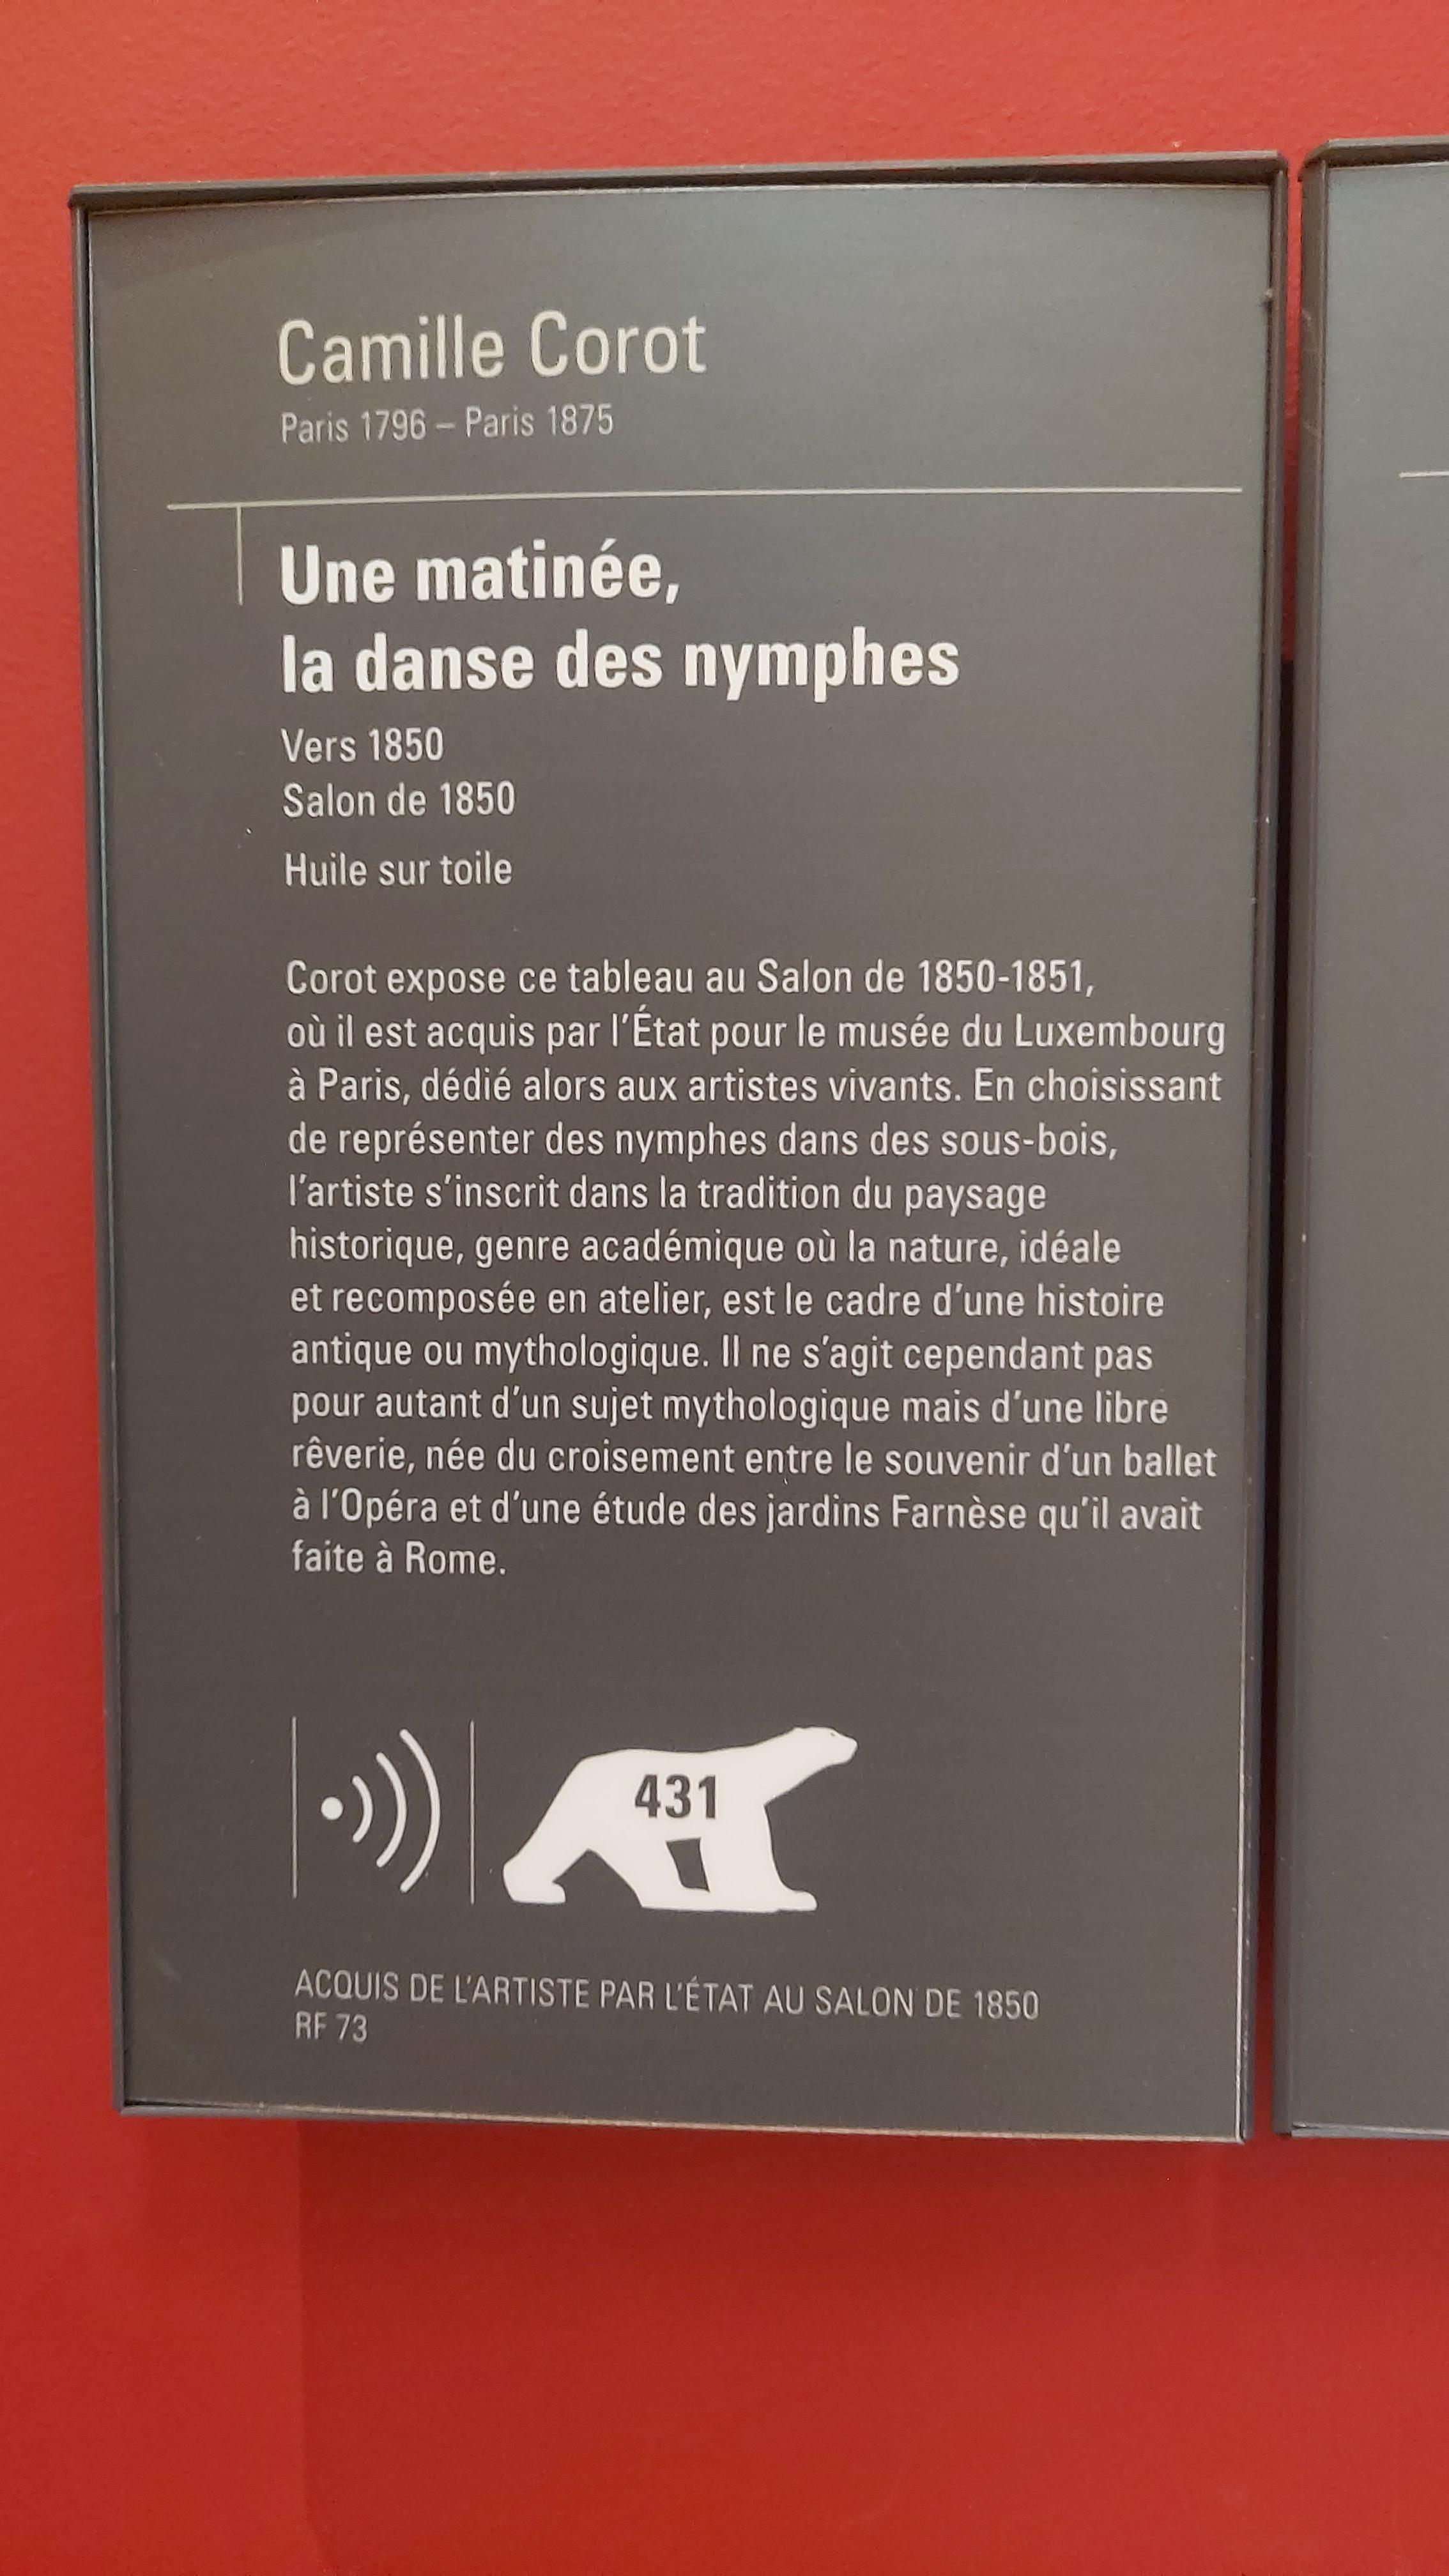 Camille Corot
Paris 1796 – Paris 1875
Une matinée,
la danse des nymphes
Vers 1850
Salon de 1850
Huile sur toile
Corot expose ce tableau au Salon de 1850-1851,
où il est acquis par l'État pour le musée du Luxembourg
à Paris, dédié alors aux artistes vivants. En choisissant
de représenter des nymphes dans des sous-bois,
l'artiste s'inscrit dans la tradition du paysage
historique, genre académique où la nature, idéale
et recomposée en atelier, est le cadre d'une histoire
antique ou mythologique. Il ne s'agit cependant pas
pour autant d'un sujet mythologique mais d'une libre
rêverie, née du croisement entre le souvenir d'un ballet
à l'Opéra et d'une étude des jardins Farnèse qu'il avait
faite à Rome.
431
ACQUIS DE L'ARTISTE PAR L'ÉTAT AU SALON DE 1850
RF 73